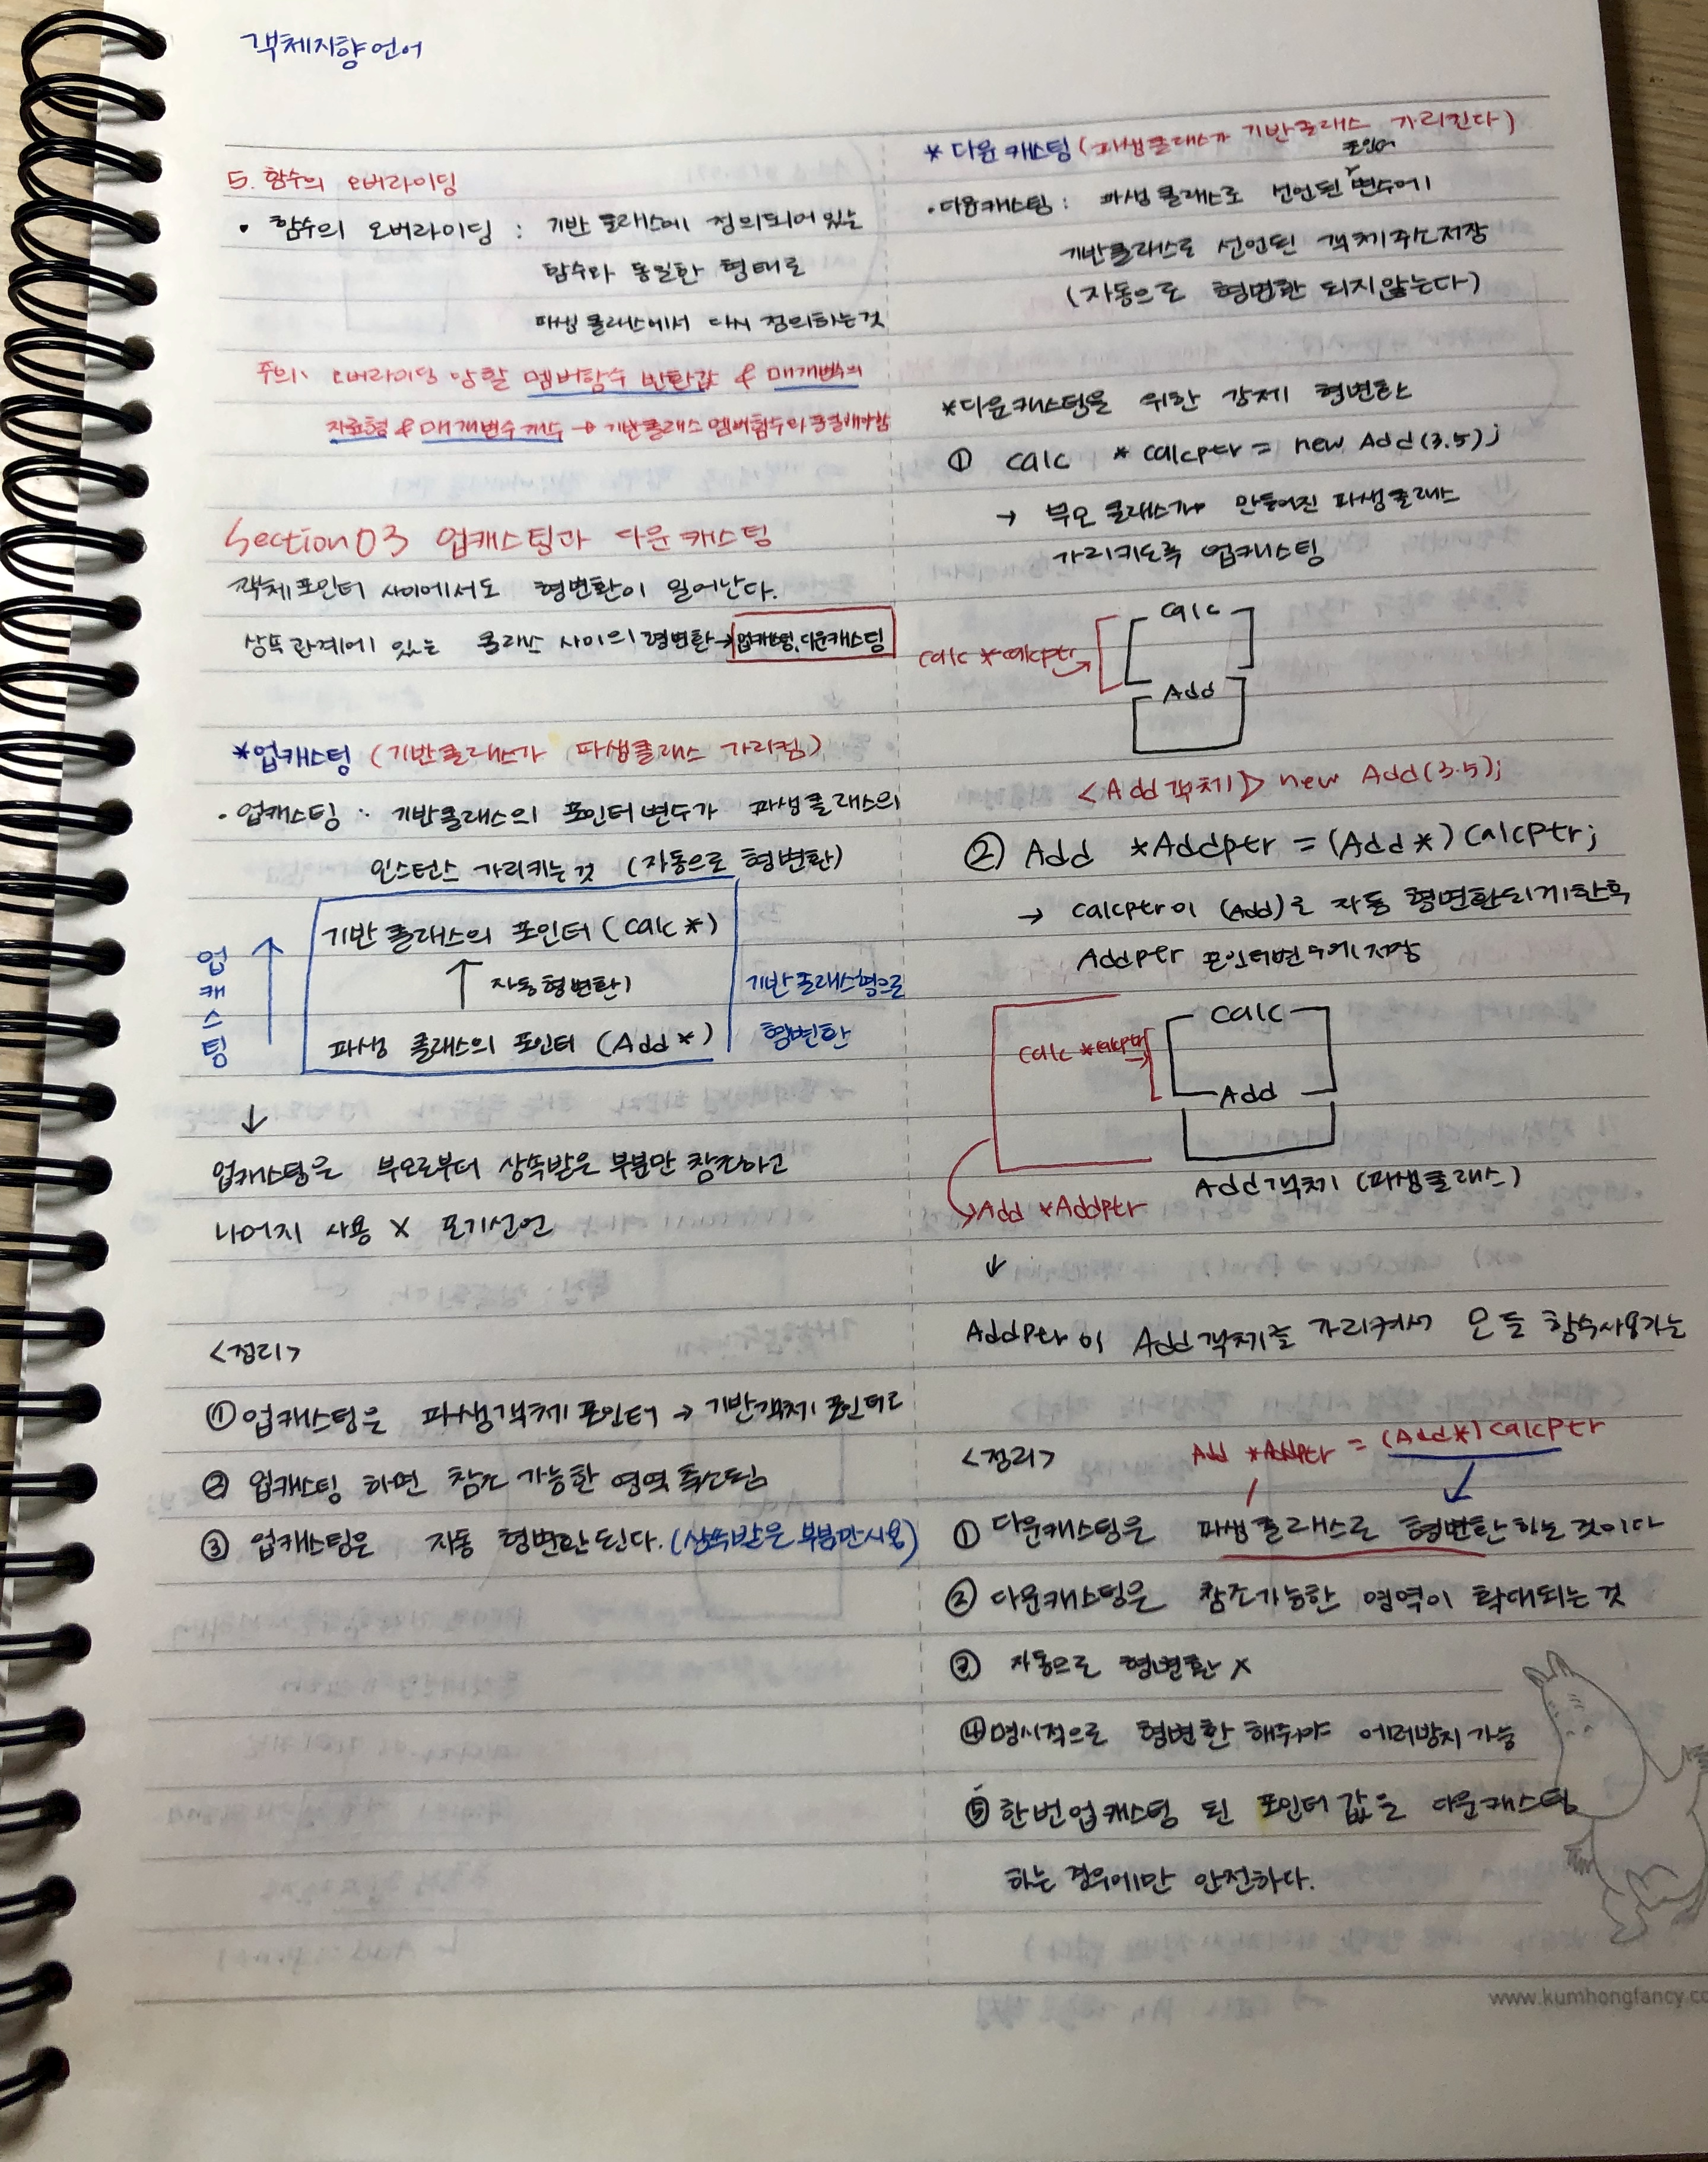 객체지향언어
5. 함수의 오버라이딩
• 함수의 오버라이딩 : 기반 클래스에 정의되어 있는
함수와 동일한 형태로
파생 클래스에서 다시 정의하는것
주의: 오버라이딩 당할 멤버함수 반환값 & 매개변수의
자료형 & 매개변수 개수 → 기반클래스 멤버함수와 동일해야함
Section 03 업캐스팅과 다운 캐스팅
객체 포인터 사이에서도 형변환이 일어난다.
상속 관계에 있는 클래스 사이의 형변환→ 업캐스팅, 다운캐스팅
*업캐스팅 (기반클래스가 파생클래스 가리킴)
• 업캐스팅 : 기반클래스의 포인터 변수가 파생클래스의
인스턴스 가리키는것 (자동으로 형변환)
업캐스팅 ↑
기반 클래스의 포인터 (calc *)
↑ 자동형변환
파생 클래스의 포인터 (Add *)
기반 클래스형으로
형변환
↓
업캐스팅은 부모로부터 상속받은 부분만 참조하고
나머지 사용 X 포기선언
<정리>
① 업캐스팅은 파생객체 포인터 → 기반객체 포인터로
② 업캐스팅 하면 참조 가능한 영역 축소됨
③ 업캐스팅은 자동 형변환된다. (상속받은 부분만사용)
* 다운 캐스팅 (파생클래스가 기반클래스 가리킨다)
포인터
• 다운캐스팅 : 파생 클래스로 선언된 변수에
기반클래스로 선언된 객체주소저장
(자동으로 형변환 되지않는다)
*다운캐스팅을 위한 강제 형변환
① calc * calcptr = new Add(3.5);
→ 부모 클래스가 만들어진 파생클래스
가리키도록 업캐스팅
calc
calc *calcptr →
Add
<Add객체> new Add(3.5);
② Add *Addptr = (Add *) calcptr;
→ calcptr이 (Add)로 자동 형변환되게한후
Addptr 포인터변수에저장
calc
calc *calcptr →
Add
Add객체 (파생클래스)
Add *Addptr
↓
Addptr이 Add객체를 가리켜서 모든 함수사용가능
<정리> Add *Addptr = (Add*) calcptr
① 다운캐스팅은 파생클래스로 형변환하는 것이다
② 다운캐스팅은 참조가능한 영역이 확대되는 것
③ 자동으로 형변환 X
④ 명시적으로 형변환 해줘야 에러방지 가능
⑤ 한번업캐스팅 된 포인터 값을 다운캐스팅
하는 경우에만 안전하다.
www.kumhongfancy.co